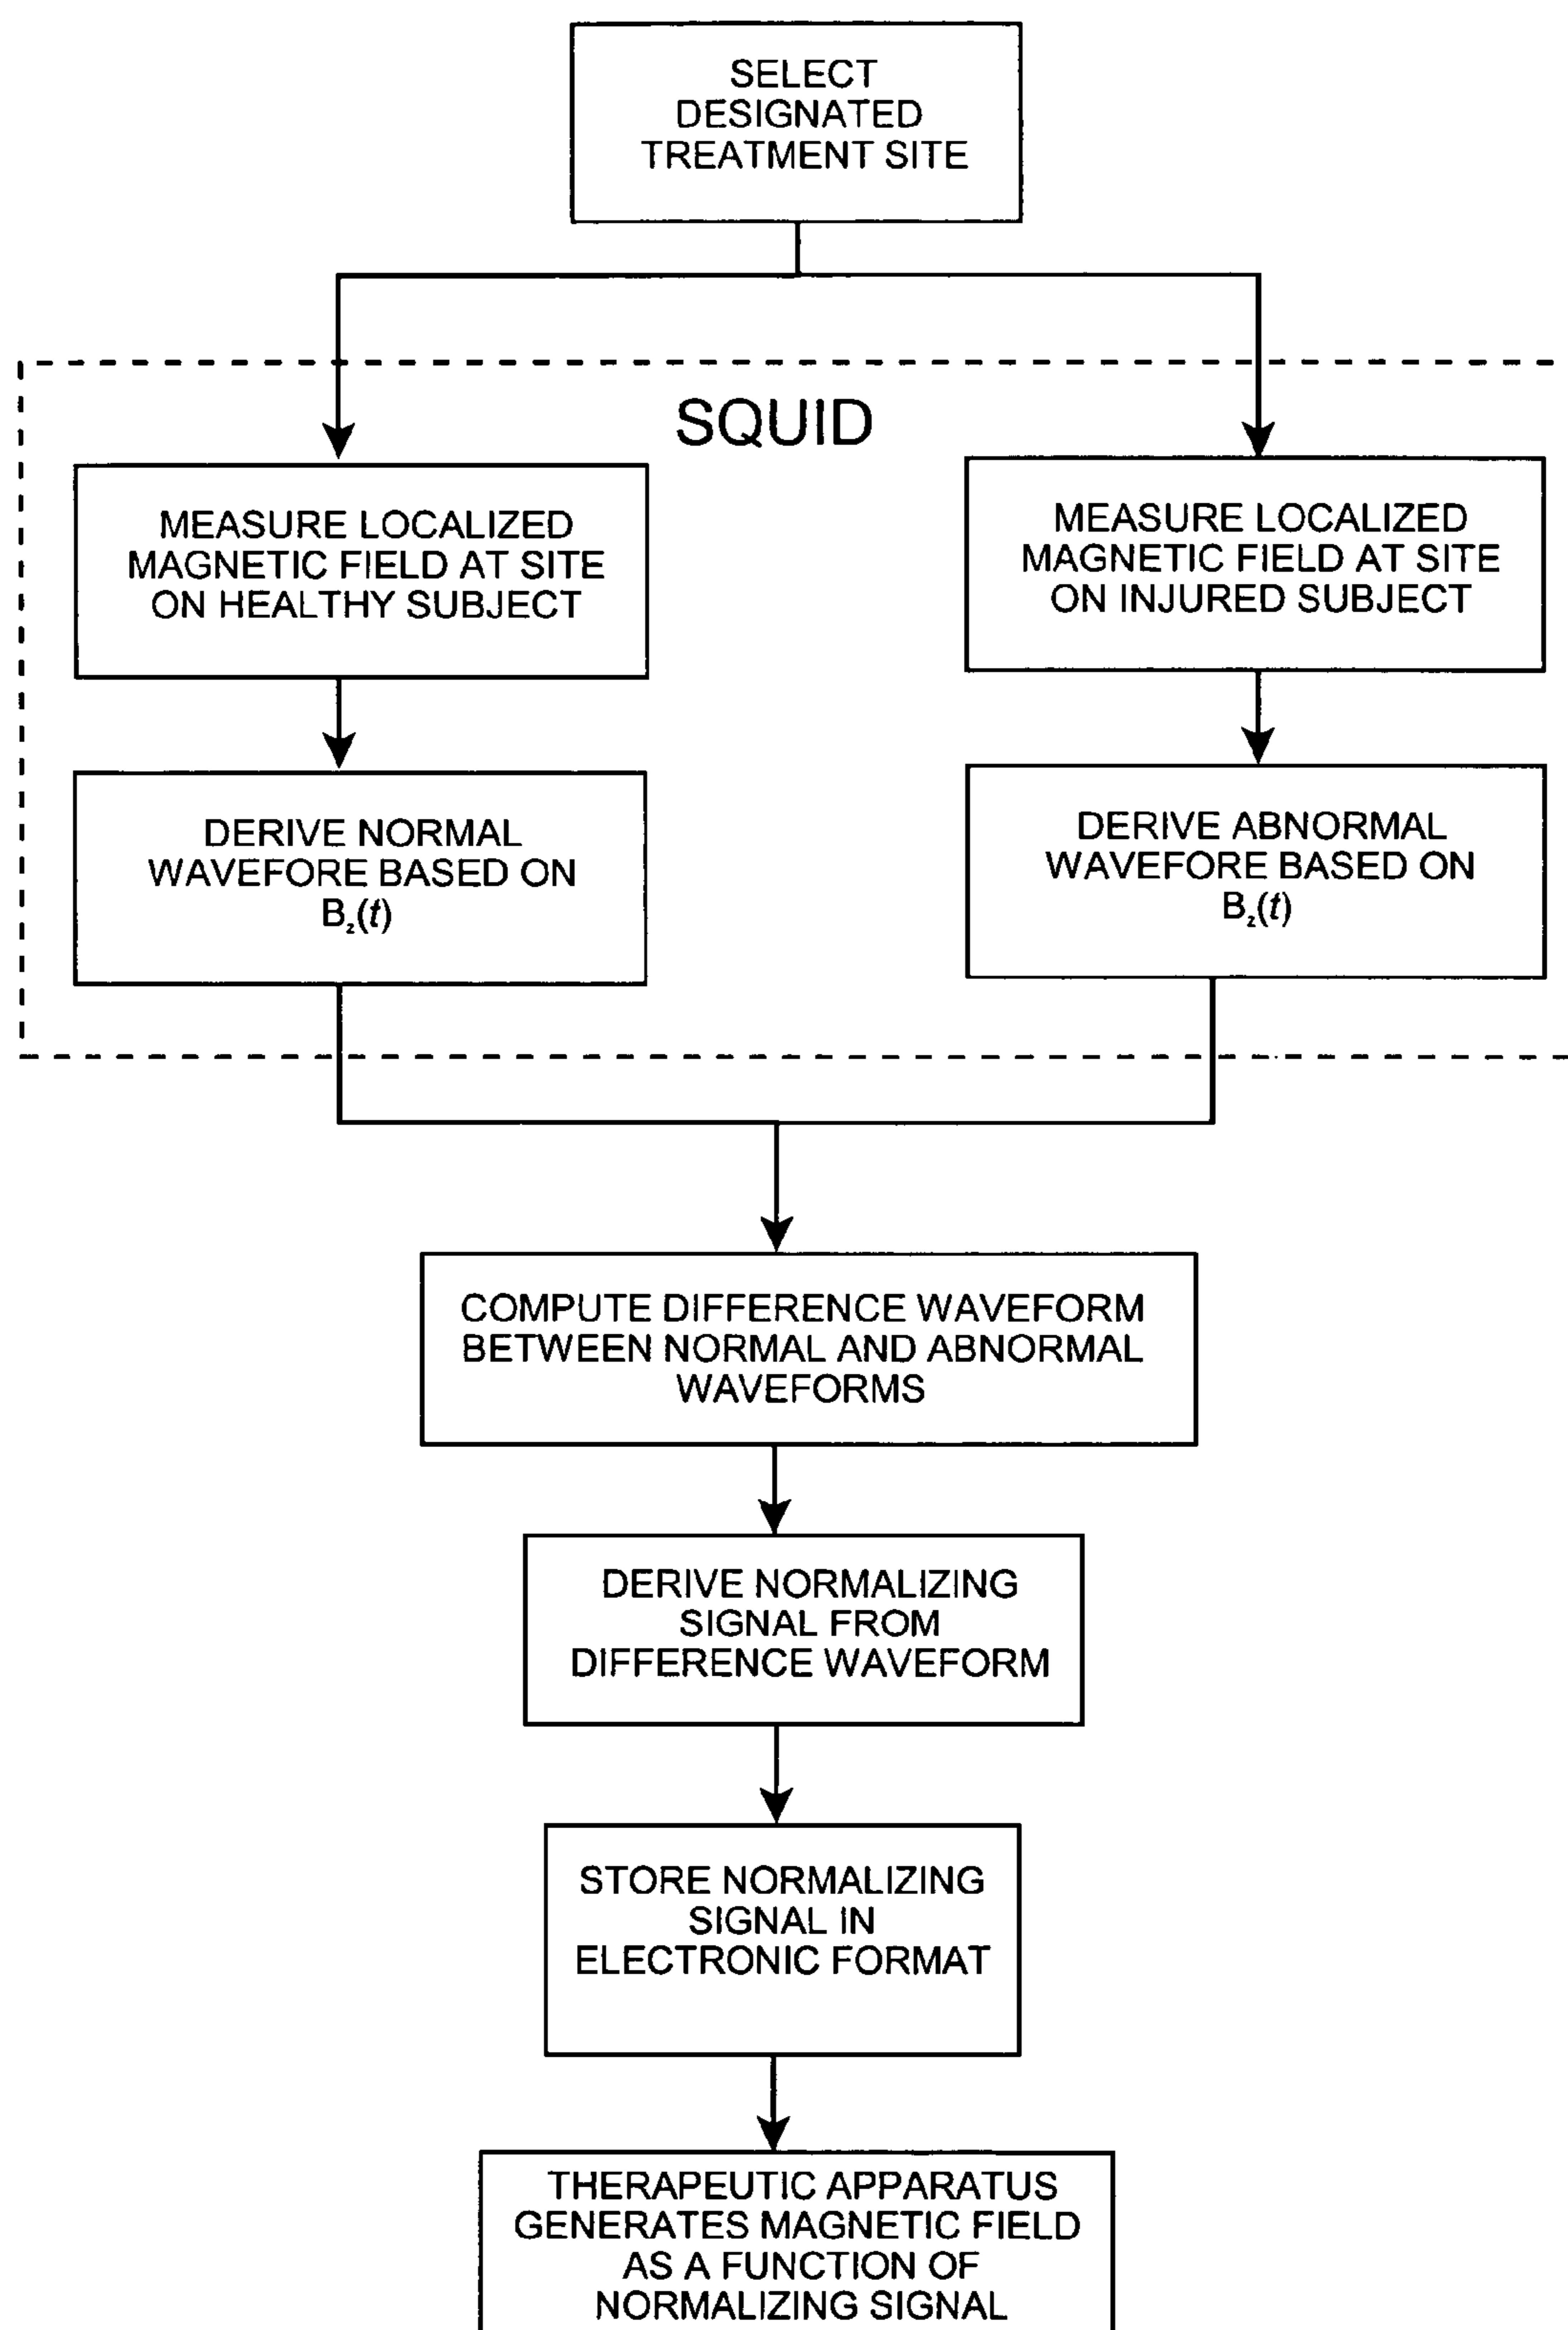 SELECT
DESIGNATED
TREATMENT SITE
SQUID
MEASURE LOCALIZED
MAGNETIC FIELD AT SITE
ON HEALTHY SUBJECT
MEASURE LOCALIZED
MAGNETIC FIELD AT SITE
ON INJURED SUBJECT
DERIVE NORMAL
WAVEFORE BASED ON
B_z(t)
DERIVE ABNORMAL
WAVEFORE BASED ON
B_z(t)
COMPUTE DIFFERENCE WAVEFORM
BETWEEN NORMAL AND ABNORMAL
WAVEFORMS
DERIVE NORMALIZING
SIGNAL FROM
DIFFERENCE WAVEFORM
STORE NORMALIZING
SIGNAL IN
ELECTRONIC FORMAT
THERAPEUTIC APPARATUS
GENERATES MAGNETIC FIELD
AS A FUNCTION OF
NORMALIZING SIGNAL